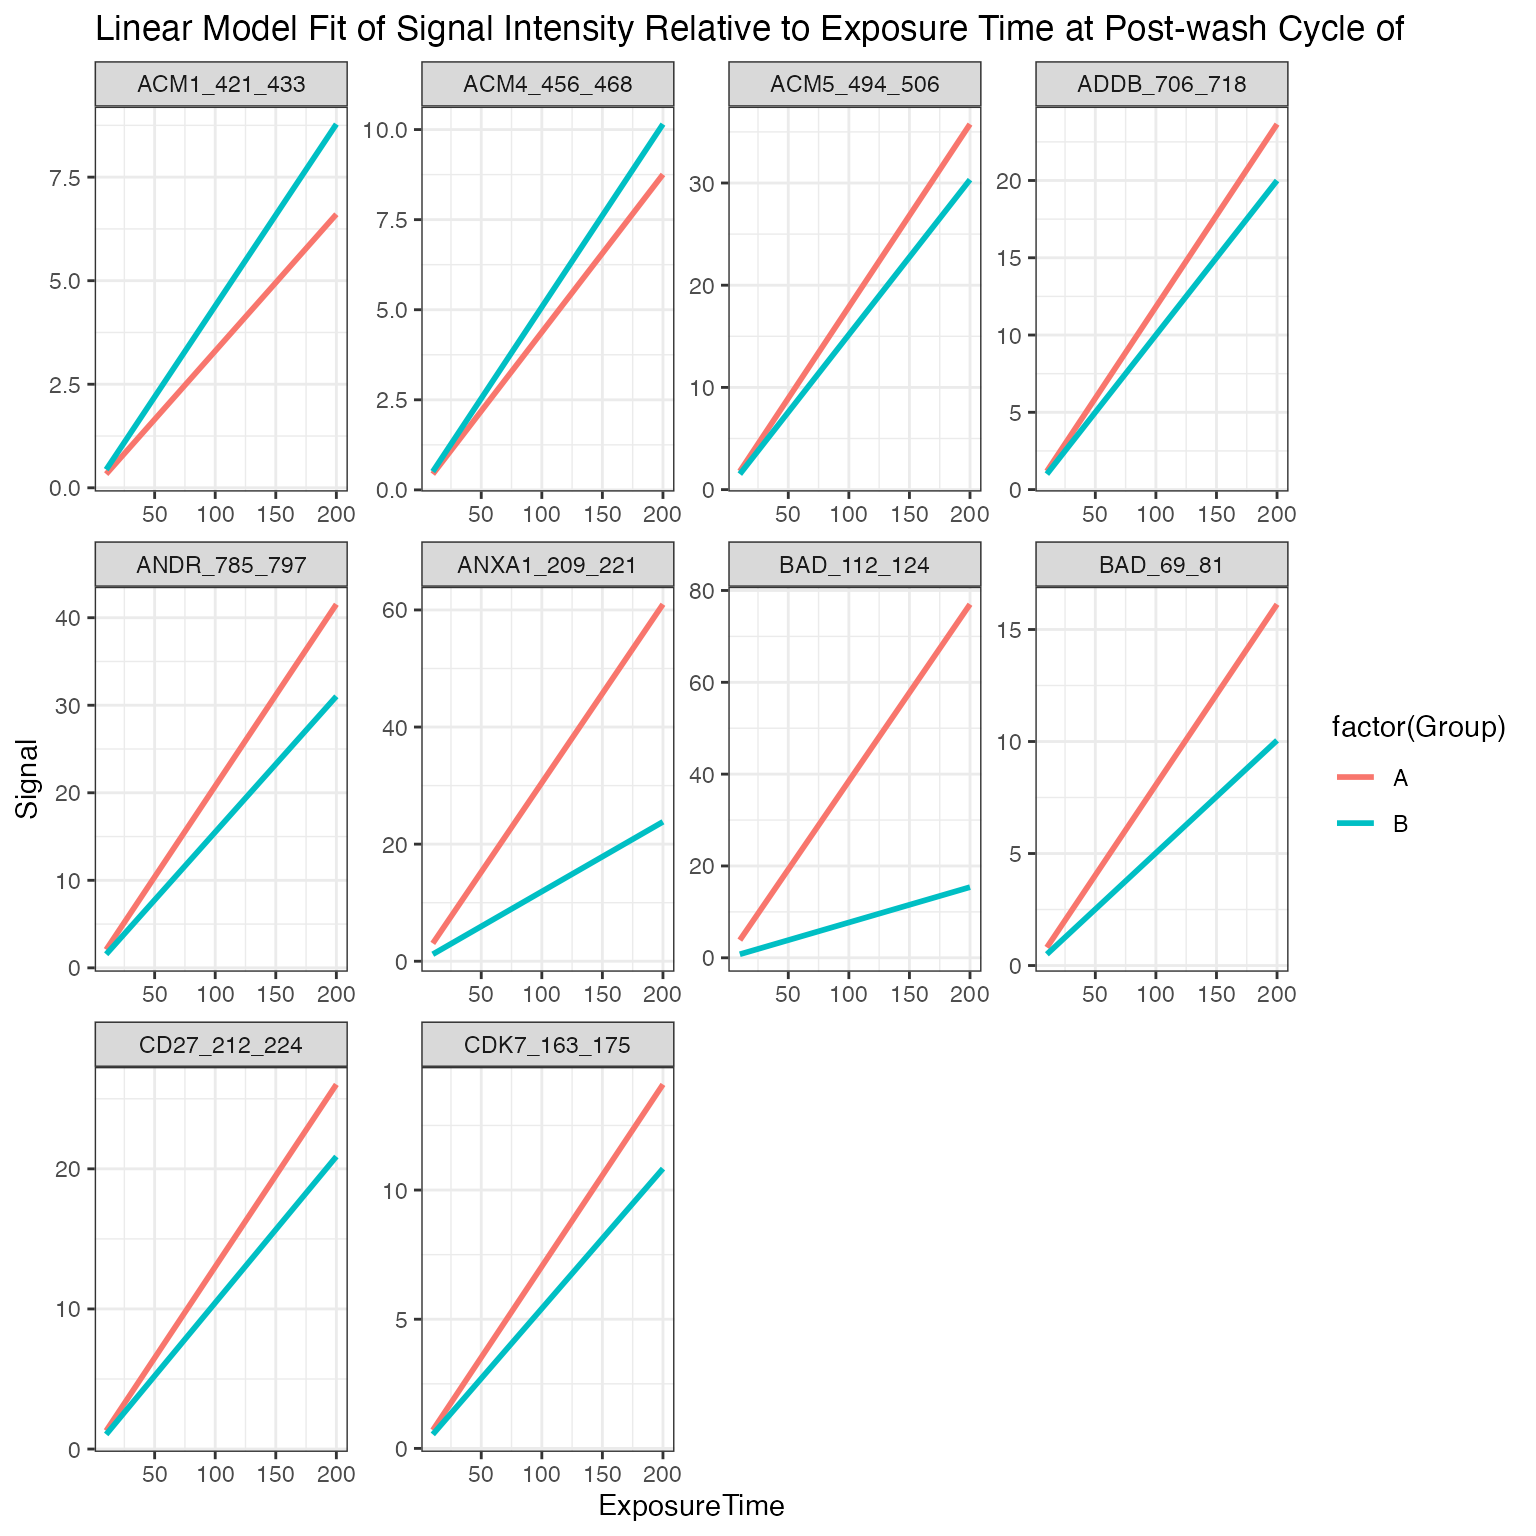 Linear Model Fit of Signal Intensity Relative to Exposure Time at Post-wash Cycle of
ACM1_421_433 ACM4_456_468 ACM5_494_506 ADDB_706_718
7.5
5.0
2.5
0.0
50 100 150 200
10.0
7.5
5.0
2.5
0.0
50 100 150 200
30
20
10
0
50 100 150 200
20
15
10
5
0
50 100 150 200
ANDR_785_797 ANXA1_209_221 BAD_112_124 BAD_69_81
40
30
20
10
0
50 100 150 200
60
40
20
0
50 100 150 200
80
60
40
20
0
50 100 150 200
15
10
5
0
50 100 150 200
CD27_212_224 CDK7_163_175
20
10
0
50 100 150 200
10
5
0
50 100 150 200
Signal
ExposureTime
factor(Group)
A
B